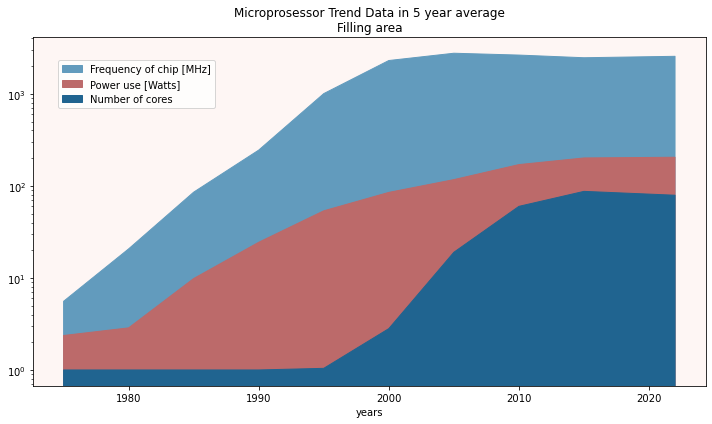 Microprosessor Trend Data in 5 year average
Filling area
Frequency of chip [MHz]
Power use [Watts]
Number of cores
10³
10²
10¹
10⁰
1980 1990 2000 2010 2020
years